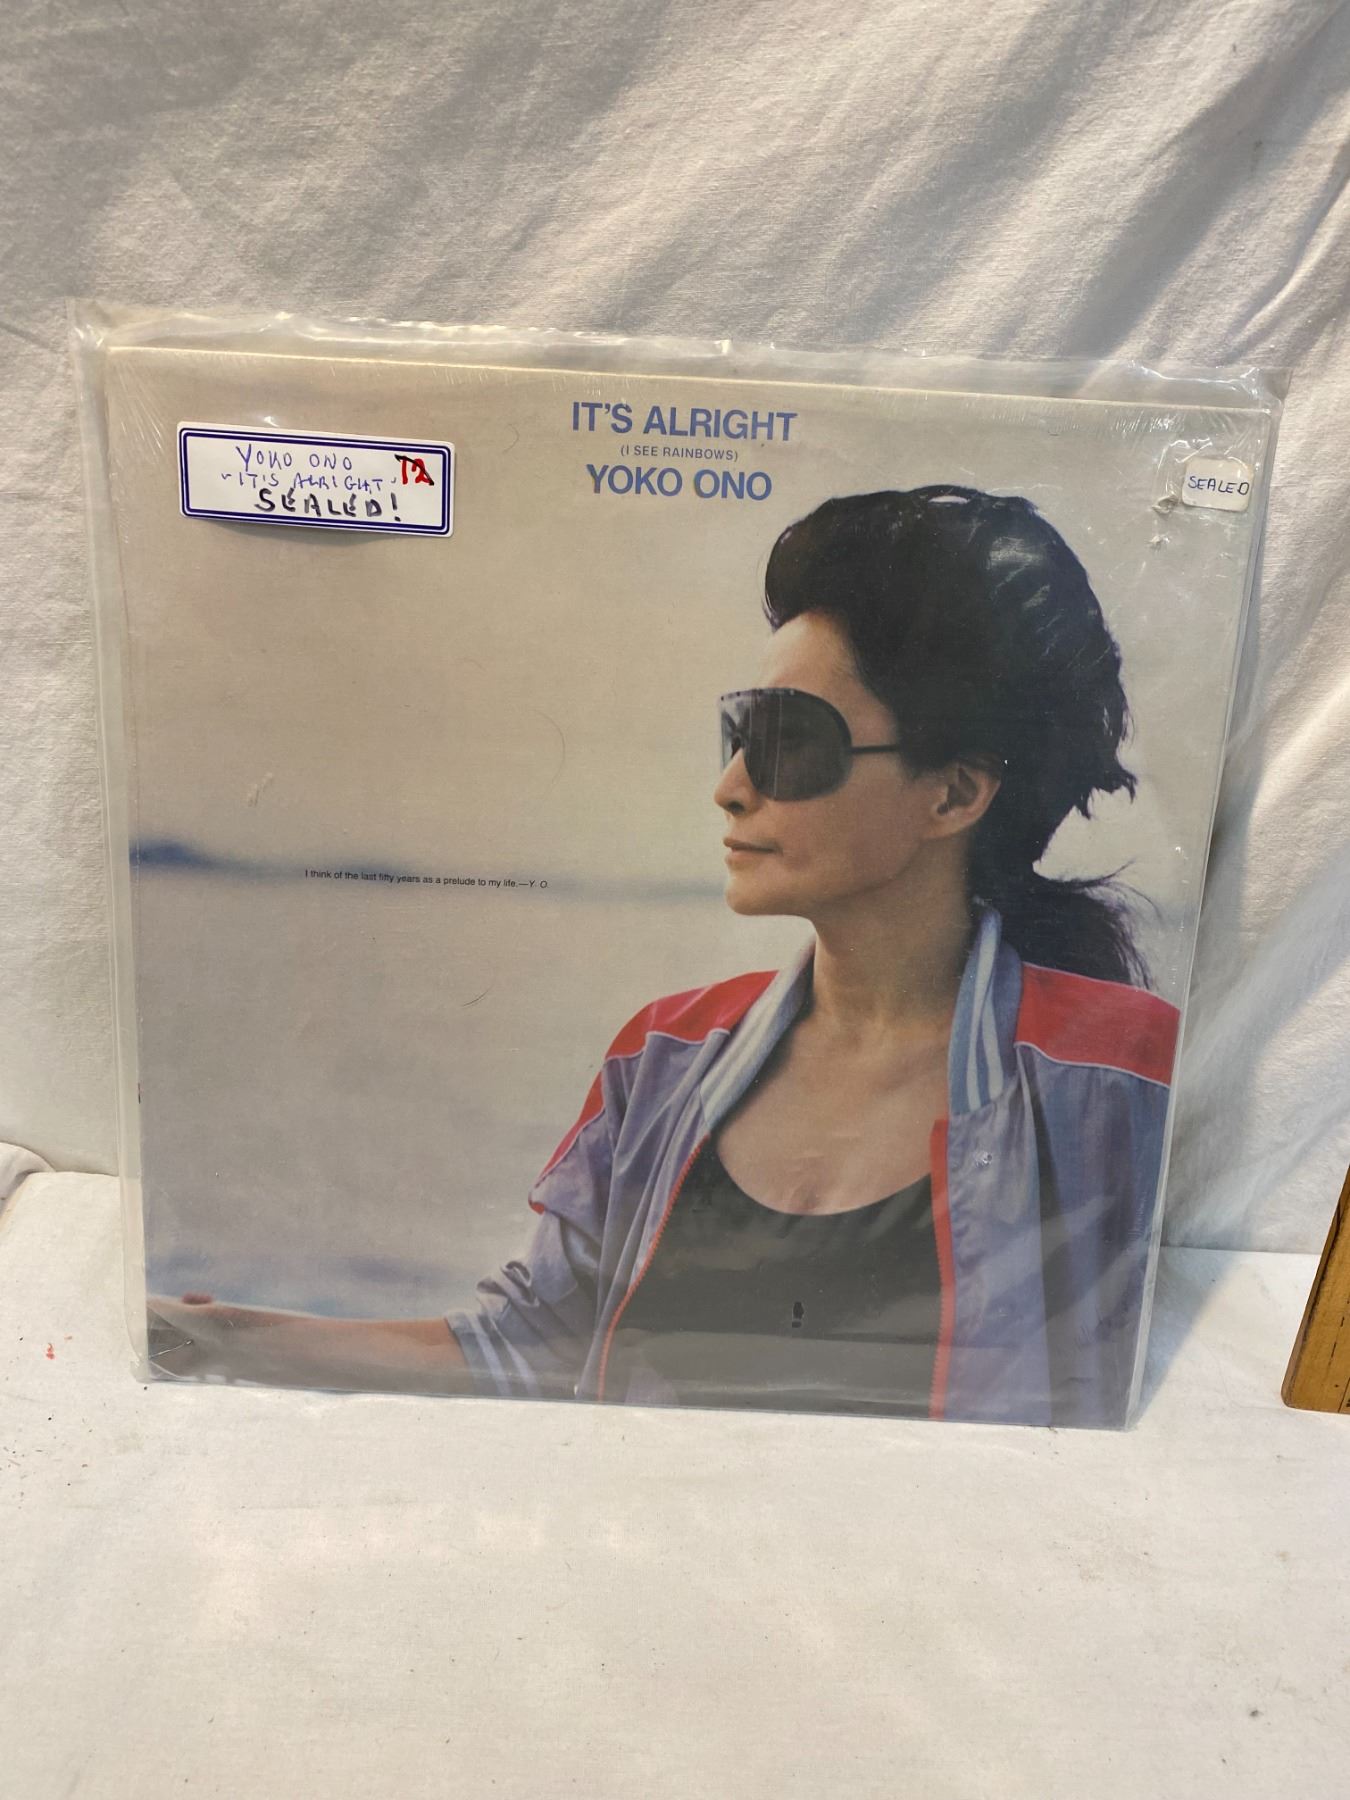 IT'S ALRIGHT
(I SEE RAINBOWS)
YOKO ONO
YOKO ONO
-IT'S ALRIGHT-
T2
SEALED!
SEALED
I think of the last fifty years as a prelude to my life.—Y. O.